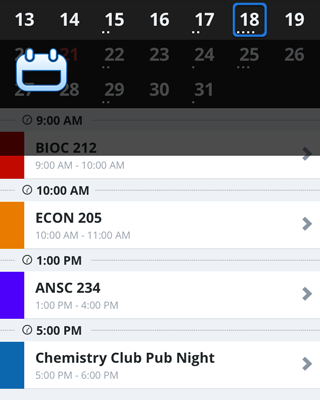 13 14 15 16 17 18 19
20 21 22 23 24 25 26
27 28 29 30 31
9:00 AM
BIOC 212
9:00 AM - 10:00 AM
10:00 AM
ECON 205
10:00 AM - 11:00 AM
1:00 PM
ANSC 234
1:00 PM - 4:00 PM
5:00 PM
Chemistry Club Pub Night
5:00 PM - 6:00 PM